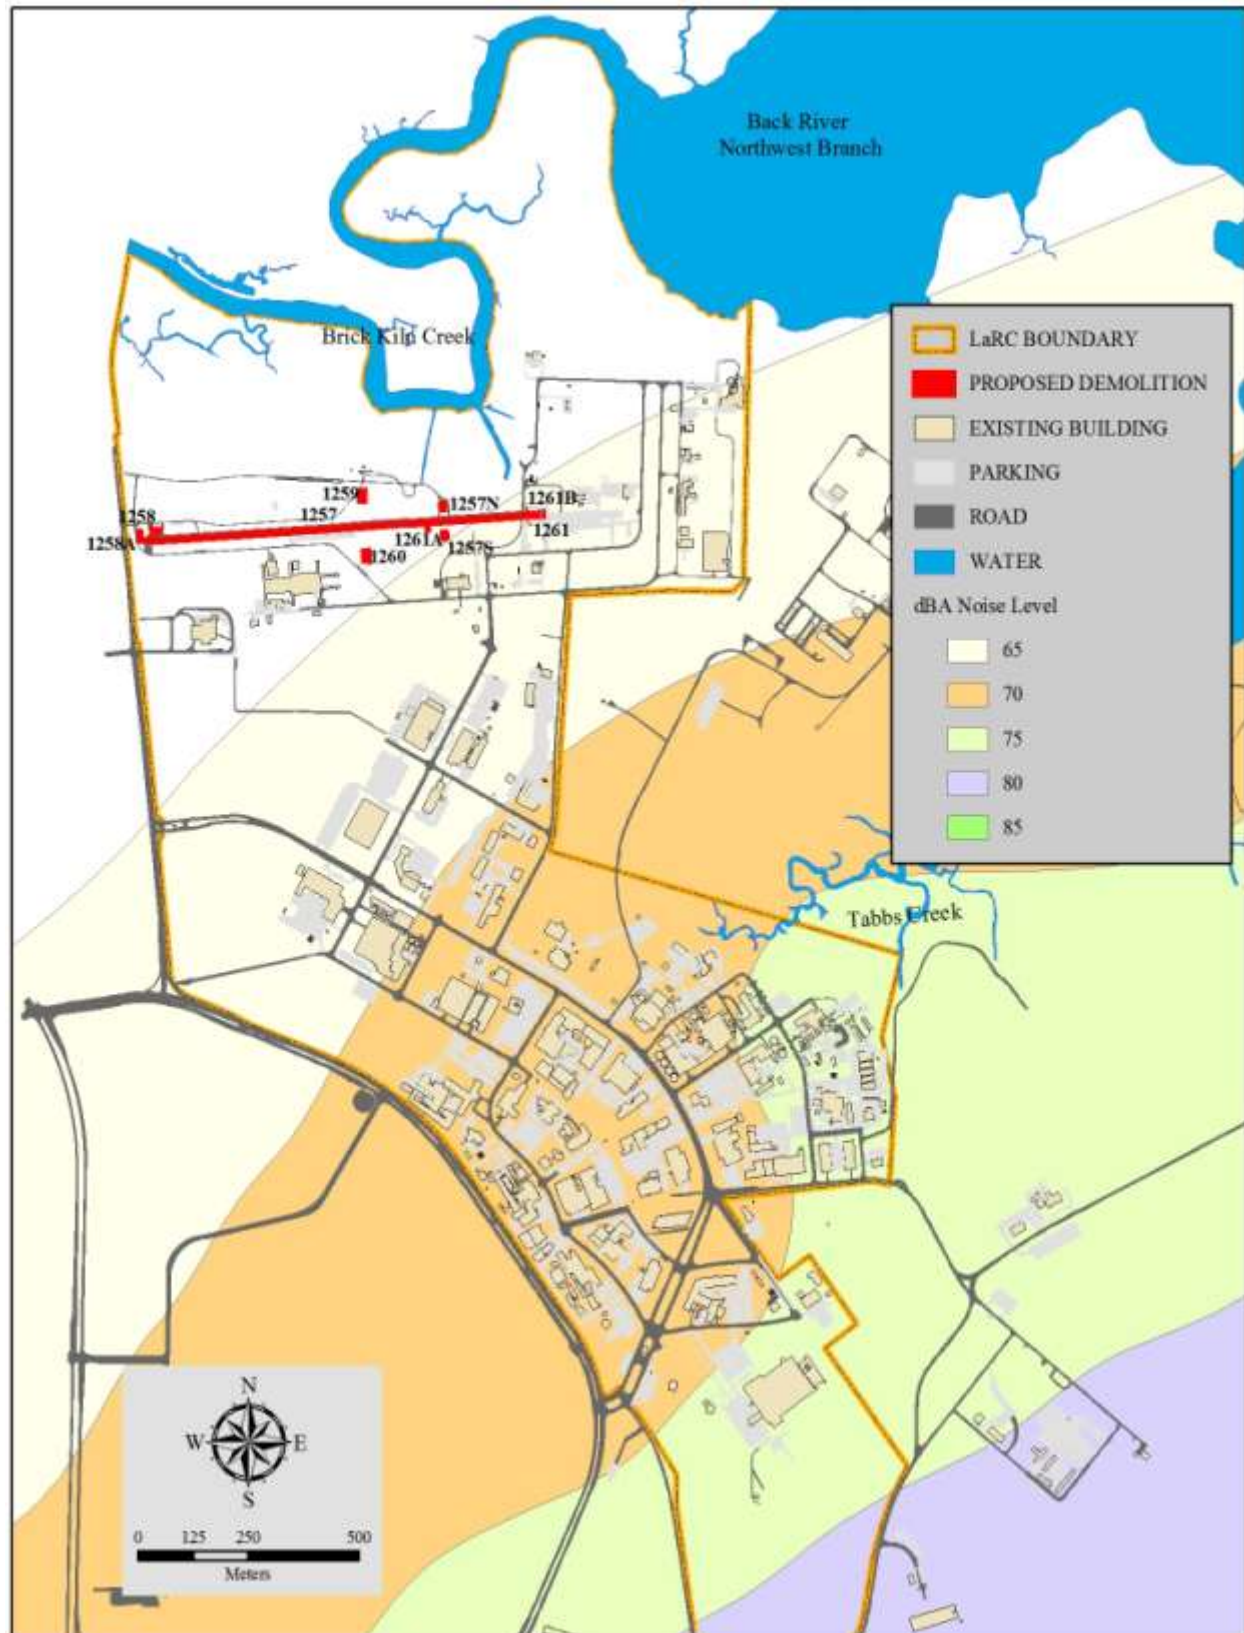 Back River
Northwest Branch
Brick Kiln Creek
LaRC BOUNDARY
PROPOSED DEMOLITION
EXISTING BUILDING
PARKING
ROAD
WATER
dBA Noise Level
65
70
75
80
85
1259
1257N
1261B
1258
1257
1261
1258A
1261A
1257S
1260
Tabbs Creek
N
W
E
S
0
125
250
500
Meters